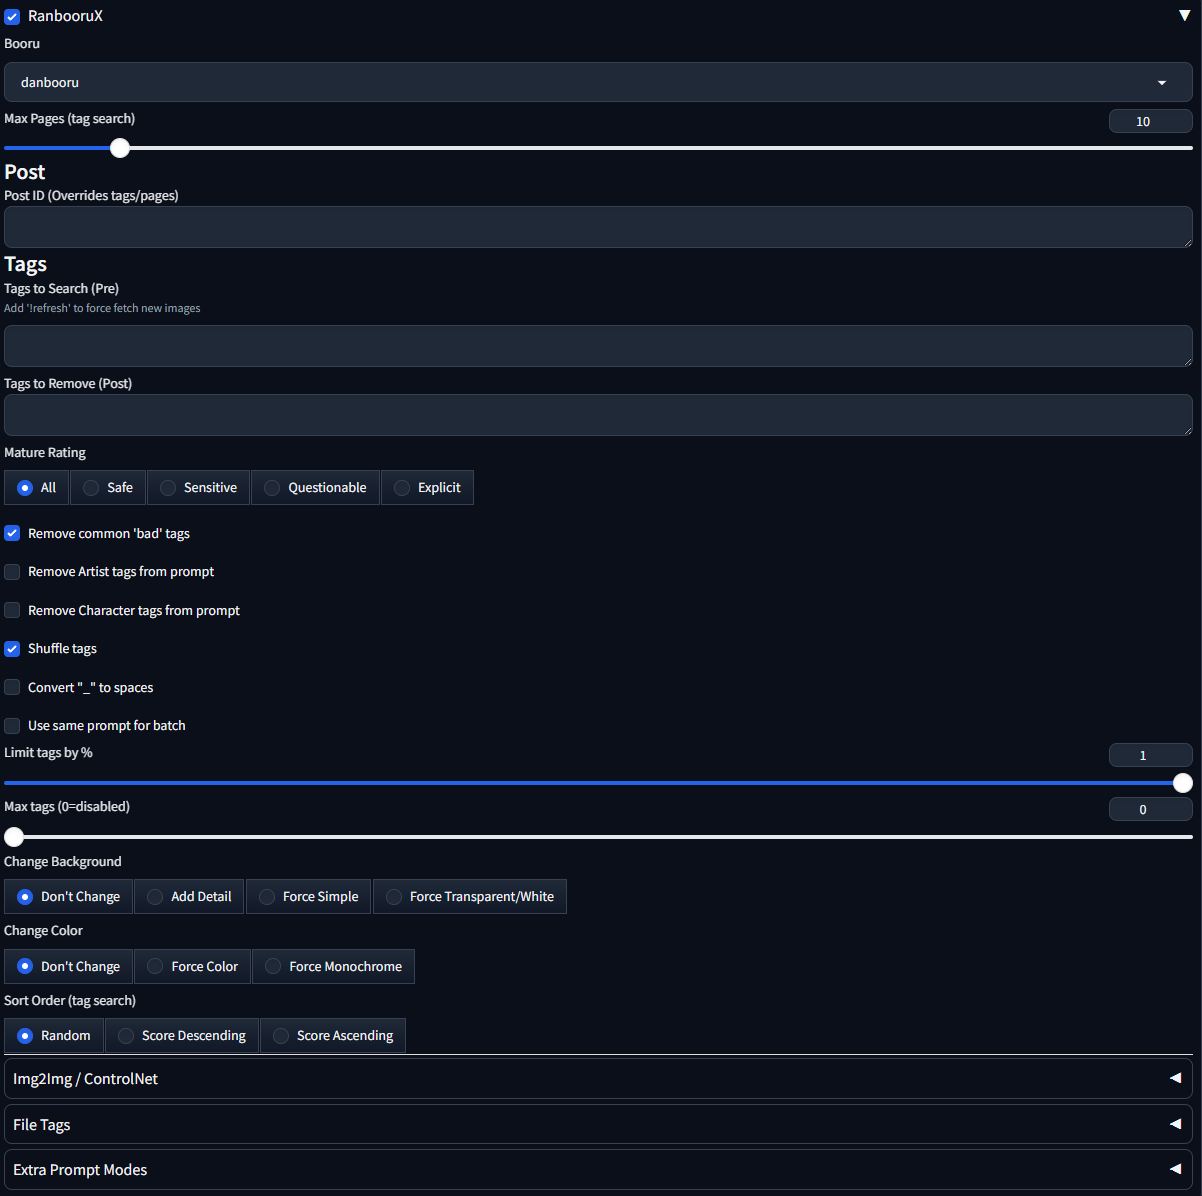 RanbooruX
Booru
danbooru
Max Pages (tag search)
10
Post
Post ID (Overrides tags/pages)
Tags
Tags to Search (Pre)
Add '!refresh' to force fetch new images
Tags to Remove (Post)
Mature Rating
All Safe Sensitive Questionable Explicit
Remove common 'bad' tags
Remove Artist tags from prompt
Remove Character tags from prompt
Shuffle tags
Convert "_" to spaces
Use same prompt for batch
Limit tags by %
1
Max tags (0=disabled)
0
Change Background
Don't Change Add Detail Force Simple Force Transparent/White
Change Color
Don't Change Force Color Force Monochrome
Sort Order (tag search)
Random Score Descending Score Ascending
Img2Img / ControlNet
File Tags
Extra Prompt Modes